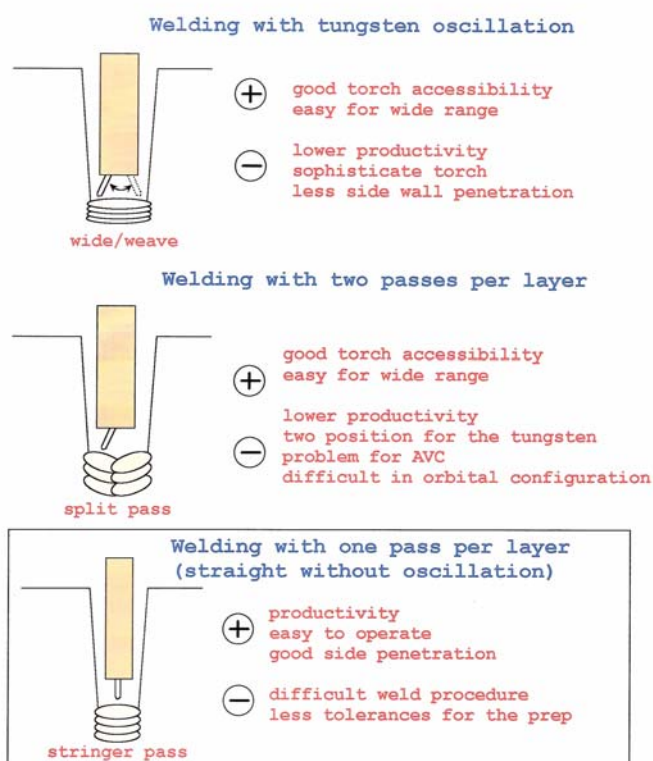 Welding with tungsten oscillation
+
good torch accessibility
easy for wide range
−
lower productivity
sophisticate torch
less side wall penetration
wide/weave
Welding with two passes per layer
+
good torch accessibility
easy for wide range
−
lower productivity
two position for the tungsten
problem for AVC
difficult in orbital configuration
split pass
Welding with one pass per layer
(straight without oscillation)
+
productivity
easy to operate
good side penetration
−
difficult weld procedure
less tolerances for the prep
stringer pass